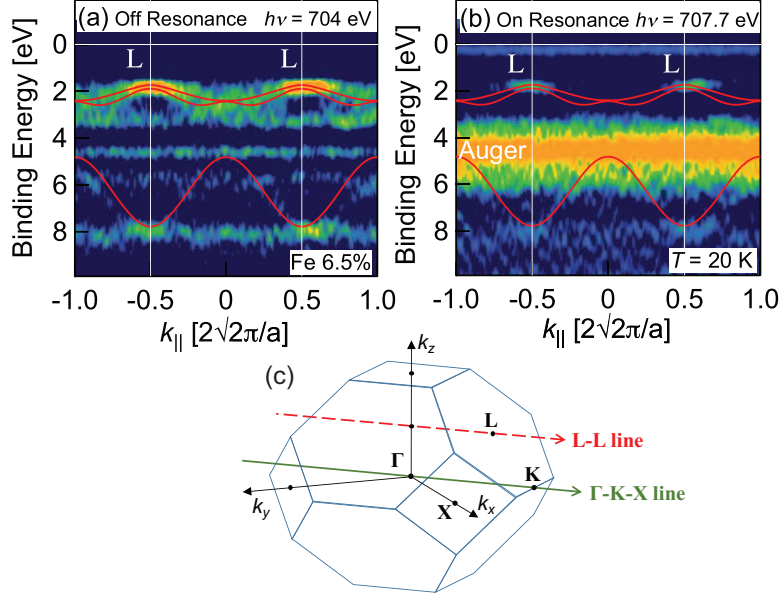 (a) Off Resonance hν = 704 eV
Binding Energy [eV]
0
2
4
6
8
L
L
Fe 6.5%
-1.0 -0.5 0 0.5 1.0
k|| [2√2π/a]
(b) On Resonance hν = 707.7 eV
Binding Energy [eV]
0
2
4
6
8
L
L
Auger
T = 20 K
-1.0 -0.5 0 0.5 1.0
k|| [2√2π/a]
(c)
kz
L
L-L line
Γ
K
Γ-K-X line
ky
X
kx